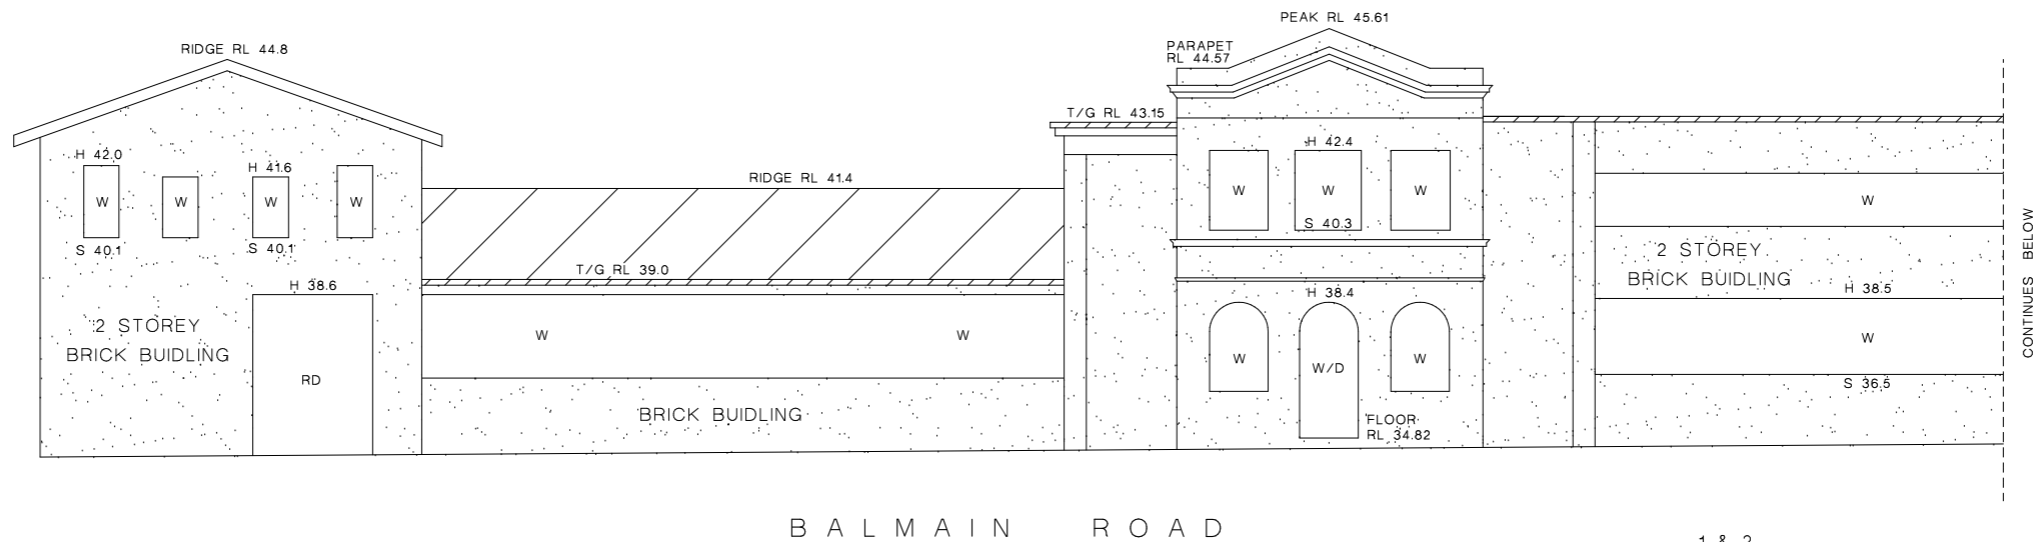 PEAK RL 45.61
RIDGE RL 44.8
PARAPET
RL 44.57
T/G RL 43.15
H 42.0
H 41.6
H 42.4
RIDGE RL 41.4
W
W
W
W
W
W
W
W
S 40.1
S 40.1
S 40.3
2 STOREY
BRICK BUIDLING
T/G RL 39.0
H 38.6
H 38.4
H 38.5
2 STOREY
BRICK BUIDLING
W
W
W
W/D
W
W
RD
S 36.5
BRICK BUIDLING
FLOOR
RL 34.82
CONTINUES BELOW
BALMAIN ROAD